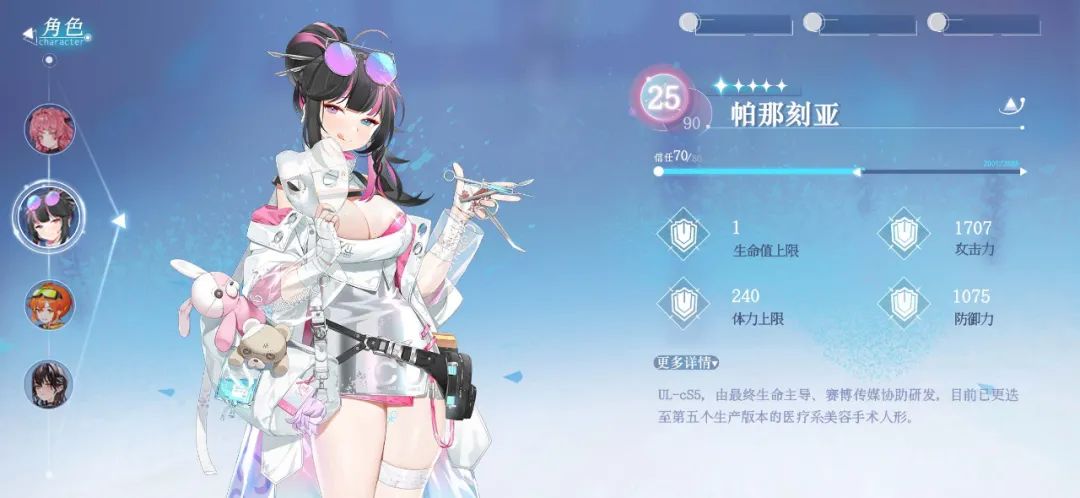 角色
character
25
90
帕那刻亚
信任70/80
1
生命值上限
1707
攻击力
240
体力上限
1075
防御力
更多详情
UL-cS5, 由最终生命主导、赛博传媒协助研发, 目前已更迭
至第五个生产版本的医疗系美容手术人形。